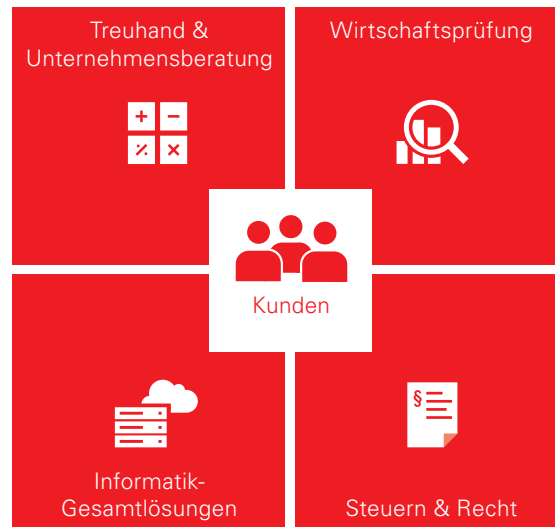 Treuhand &
Unternehmensberatung
Wirtschaftsprüfung
+ −
% ×
Kunden
§
Informatik-
Gesamtlösungen
Steuern & Recht